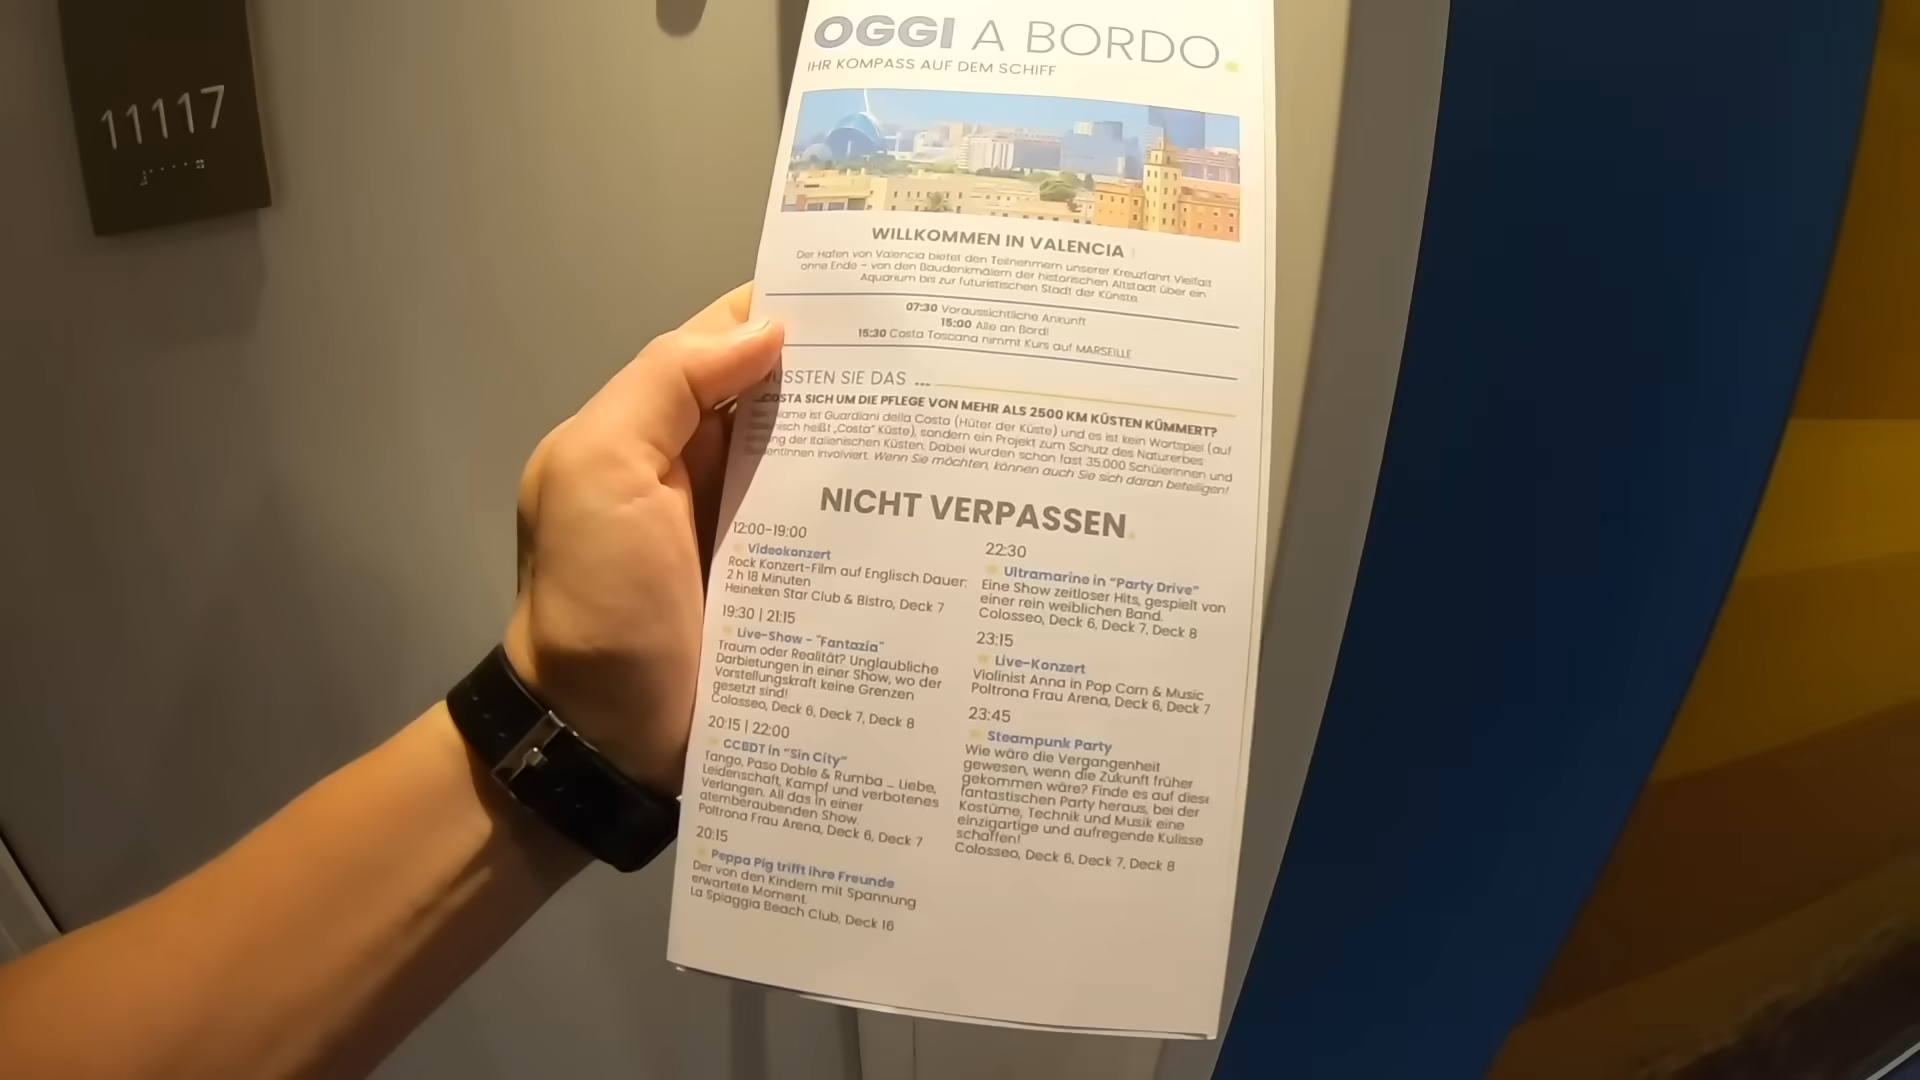 11117
OGGI A BORDO.
IHR KOMPASS AUF DEM SCHIFF
WILLKOMMEN IN VALENCIA
Der Hafen von Valencia bietet den Teilnehmern unserer Kreuzfahrt Vielfalt
ohne Ende – von den Baudenkmälern der historischen Altstadt über ein
Aquarium bis zur futuristischen Stadt der Künste.
07:30 Voraussichtliche Ankunft
15:00 Alle an Bord!
15:30 Costa Toscana nimmt Kurs auf MARSEILLE
SSTEN SIE DAS ...
COSTA SICH UM DIE PFLEGE VON MEHR ALS 2500 KM KÜSTEN KÜMMERT?
ist Guardiani della Costa (Hüter der Küste) und es ist kein Wortspiel (auf
heißt „Costa" Küste), sondern ein Projekt zum Schutz des Naturerbes
der italienischen Küsten. Dabei wurden schon fast 35.000 Schülerinnen und
involviert. Wenn Sie möchten, können auch Sie sich daran beteiligen!
NICHT VERPASSEN.
12:00-19:00
Videokonzert
Rock Konzert-Film auf Englisch Dauer:
2 h 18 Minuten
Heineken Star Club & Bistro, Deck 7
19:30 | 21:15
Live-Show - "Fantazia"
Traum oder Realität? Unglaubliche
Darbietungen in einer Show, wo der
Vorstellungskraft keine Grenzen
gesetzt sind!
Colosseo, Deck 6, Deck 7, Deck 8
20:15 | 22:00
CCBDT in "Sin City"
Tango, Paso Doble & Rumba ... Liebe,
Leidenschaft, Kampf und verbotenes
Verlangen. All das in einer
atemberaubenden Show.
Poltrona Frau Arena, Deck 6, Deck 7
20:15
Peppa Pig trifft ihre Freunde
Der von den Kindern mit Spannung
erwartete Moment.
La Spiaggia Beach Club, Deck 16
22:30
Ultramarine in "Party Drive"
Eine Show zeitloser Hits, gespielt von
einer rein weiblichen Band.
Colosseo, Deck 6, Deck 7, Deck 8
23:15
Live-Konzert
Violinist Anna in Pop Corn & Music
Poltrona Frau Arena, Deck 6, Deck 7
23:45
Steampunk Party
Wie wäre die Vergangenheit
gewesen, wenn die Zukunft früher
gekommen wäre? Finde es auf
fantastischen Party heraus, bei der
Kostüme, Technik und Musik eine
einzigartige und aufregende Kulisse
schaffen!
Colosseo, Deck 6, Deck 7, Deck 8